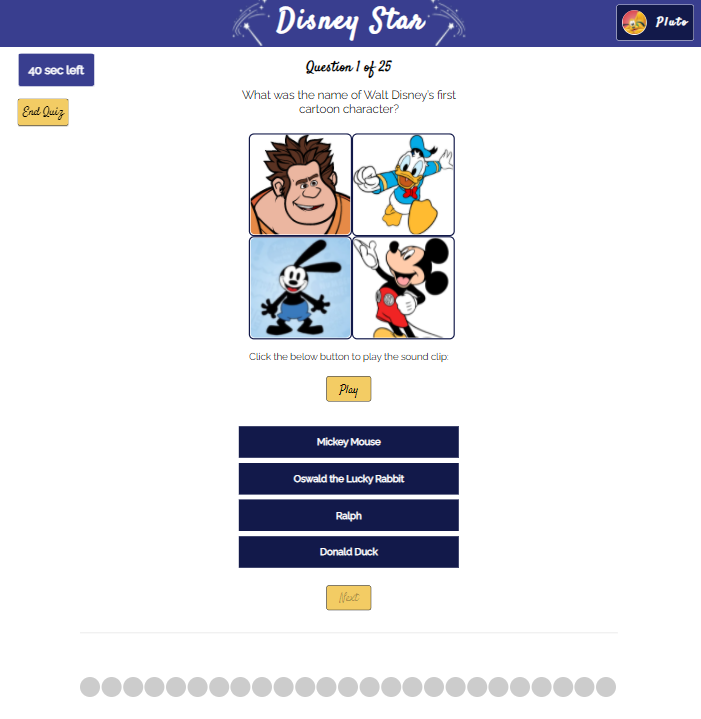 Disney Star
Pluto
40 sec left
End Quiz
Question 1 of 25
What was the name of Walt Disney's first
cartoon character?
Click the below button to play the sound clip:
Play
Mickey Mouse
Oswald the Lucky Rabbit
Ralph
Donald Duck
Next